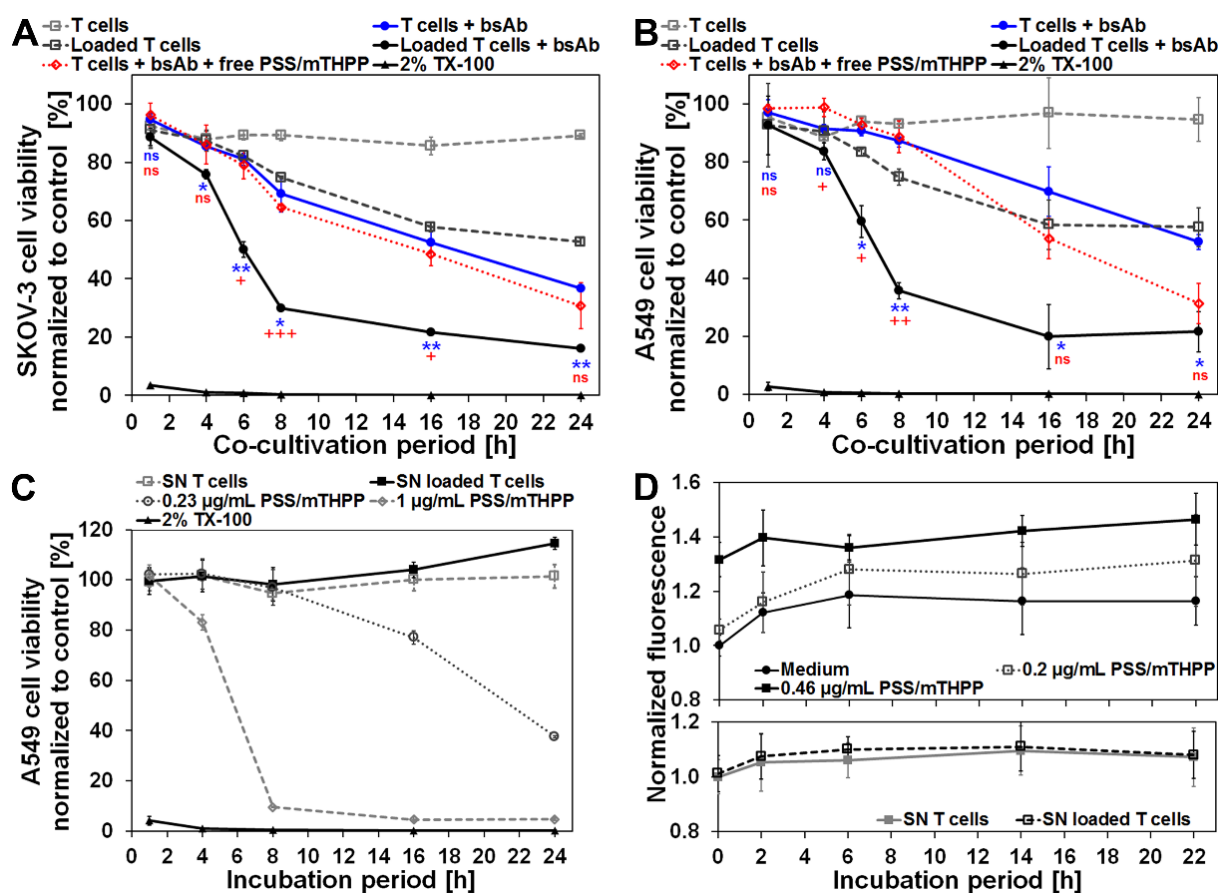 A
T cells
T cells + bsAb
Loaded T cells
Loaded T cells + bsAb
T cells + bsAb + free PSS/mTHPP
2% TX-100
SKOV-3 cell viability
normalized to control [%]
100
80
60
40
20
0
ns
ns
*
ns
**
+
*
+++
**
+
**
ns
0 2 4 6 8 10 12 14 16 18 20 22 24
Co-cultivation period [h]
B
T cells
T cells + bsAb
Loaded T cells
Loaded T cells + bsAb
T cells + bsAb + free PSS/mTHPP
2% TX-100
A549 cell viability
normalized to control [%]
100
80
60
40
20
0
ns
ns
ns
+
*
+
**
++
*
ns
*
ns
0 2 4 6 8 10 12 14 16 18 20 22 24
Co-cultivation period [h]
C
SN T cells
SN loaded T cells
0.23 µg/mL PSS/mTHPP
1 µg/mL PSS/mTHPP
2% TX-100
A549 cell viability
normalized to control [%]
120
100
80
60
40
20
0
0 2 4 6 8 10 12 14 16 18 20 22 24
Incubation period [h]
D
Normalized fluorescence
1.6
1.4
1.2
1.0
0.8
Medium
0.2 µg/mL PSS/mTHPP
0.46 µg/mL PSS/mTHPP
1.2
1.0
0.8
SN T cells
SN loaded T cells
0 2 4 6 8 10 12 14 16 18 20 22
Incubation period [h]